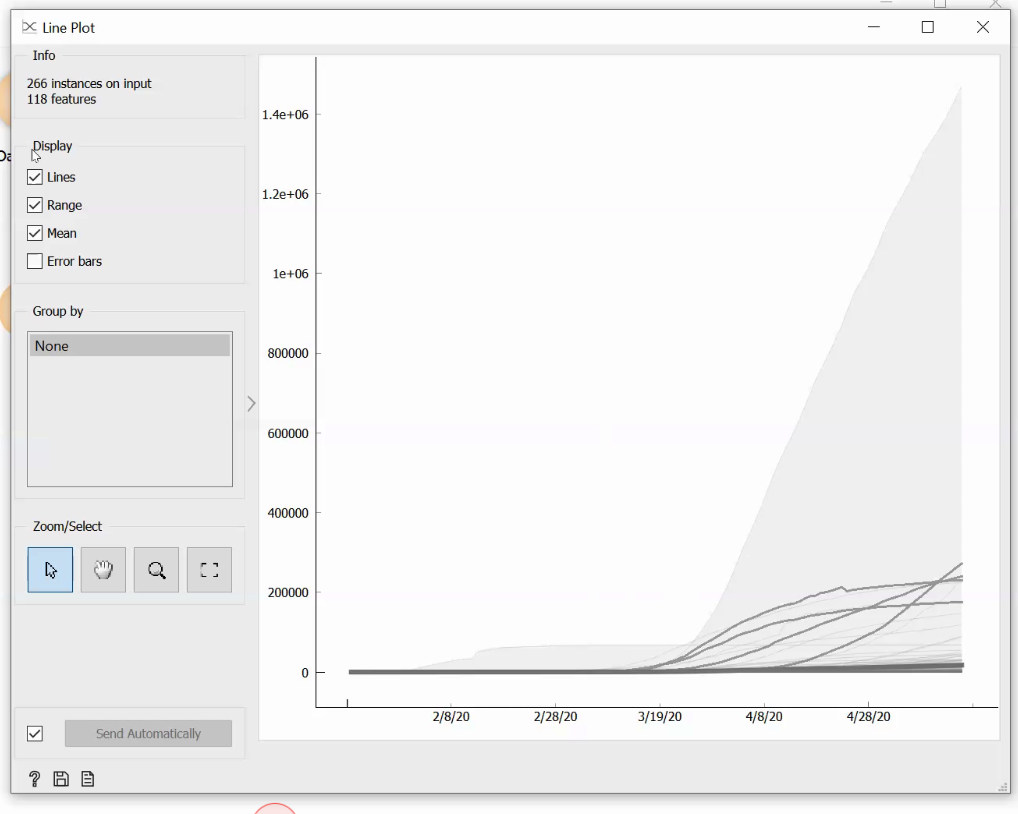 Line Plot
Info
266 instances on input
118 features
Display
Lines
Range
Mean
Error bars
Group by
None
Zoom/Select
Send Automatically
?
1.4e+06
1.2e+06
1e+06
800000
600000
400000
200000
0
2/8/20 2/28/20 3/19/20 4/8/20 4/28/20
Da